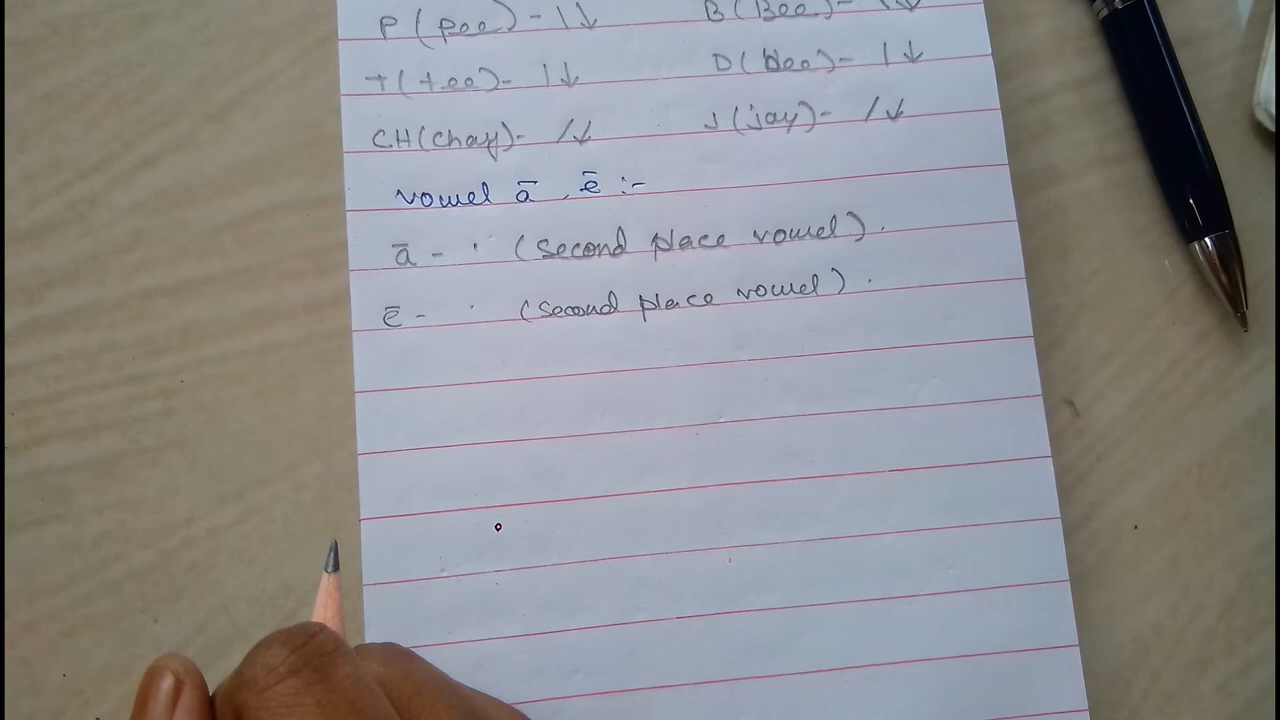 P (pee) - \↓ B (Bee) - \↓
T (tee) - |↓ D (dee) - |↓
CH (chay) - /↓ J (jay) - /↓
vowel ā , ē :-
ā - · (second place vowel).
ē - · (second place vowel).